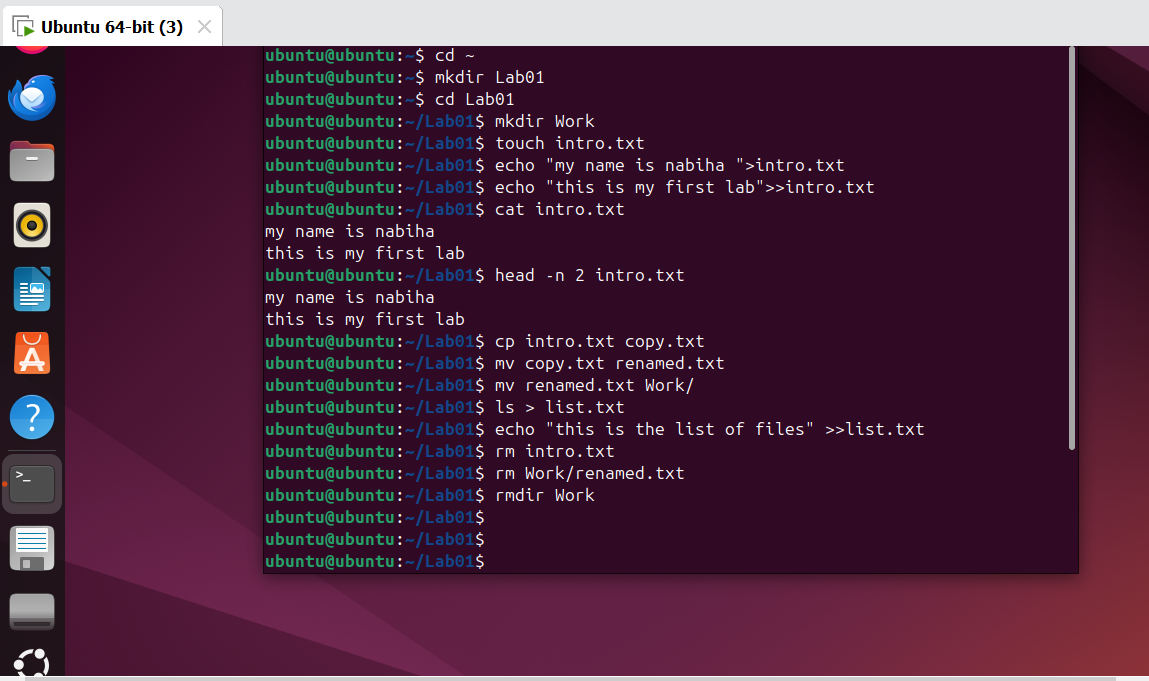 Ubuntu 64-bit (3)
ubuntu@ubuntu:~$ cd ~
ubuntu@ubuntu:~$ mkdir Lab01
ubuntu@ubuntu:~$ cd Lab01
ubuntu@ubuntu:~/Lab01$ mkdir Work
ubuntu@ubuntu:~/Lab01$ touch intro.txt
ubuntu@ubuntu:~/Lab01$ echo "my name is nabiha ">intro.txt
ubuntu@ubuntu:~/Lab01$ echo "this is my first lab">>intro.txt
ubuntu@ubuntu:~/Lab01$ cat intro.txt
my name is nabiha
this is my first lab
ubuntu@ubuntu:~/Lab01$ head -n 2 intro.txt
my name is nabiha
this is my first lab
ubuntu@ubuntu:~/Lab01$ cp intro.txt copy.txt
ubuntu@ubuntu:~/Lab01$ mv copy.txt renamed.txt
ubuntu@ubuntu:~/Lab01$ mv renamed.txt Work/
ubuntu@ubuntu:~/Lab01$ ls > list.txt
ubuntu@ubuntu:~/Lab01$ echo "this is the list of files" >>list.txt
ubuntu@ubuntu:~/Lab01$ rm intro.txt
ubuntu@ubuntu:~/Lab01$ rm Work/renamed.txt
ubuntu@ubuntu:~/Lab01$ rmdir Work
ubuntu@ubuntu:~/Lab01$
ubuntu@ubuntu:~/Lab01$
ubuntu@ubuntu:~/Lab01$